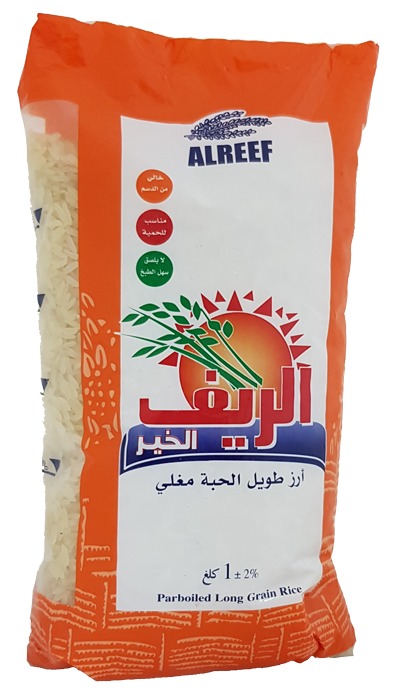 ALREEF
خالي
من الدسم
مناسب
للحمية
لا يلصق
سهل الطبخ
الريف
الخير
أرز طويل الحبة مغلي
1 ± 2% كلغ
Parboiled Long Grain Rice